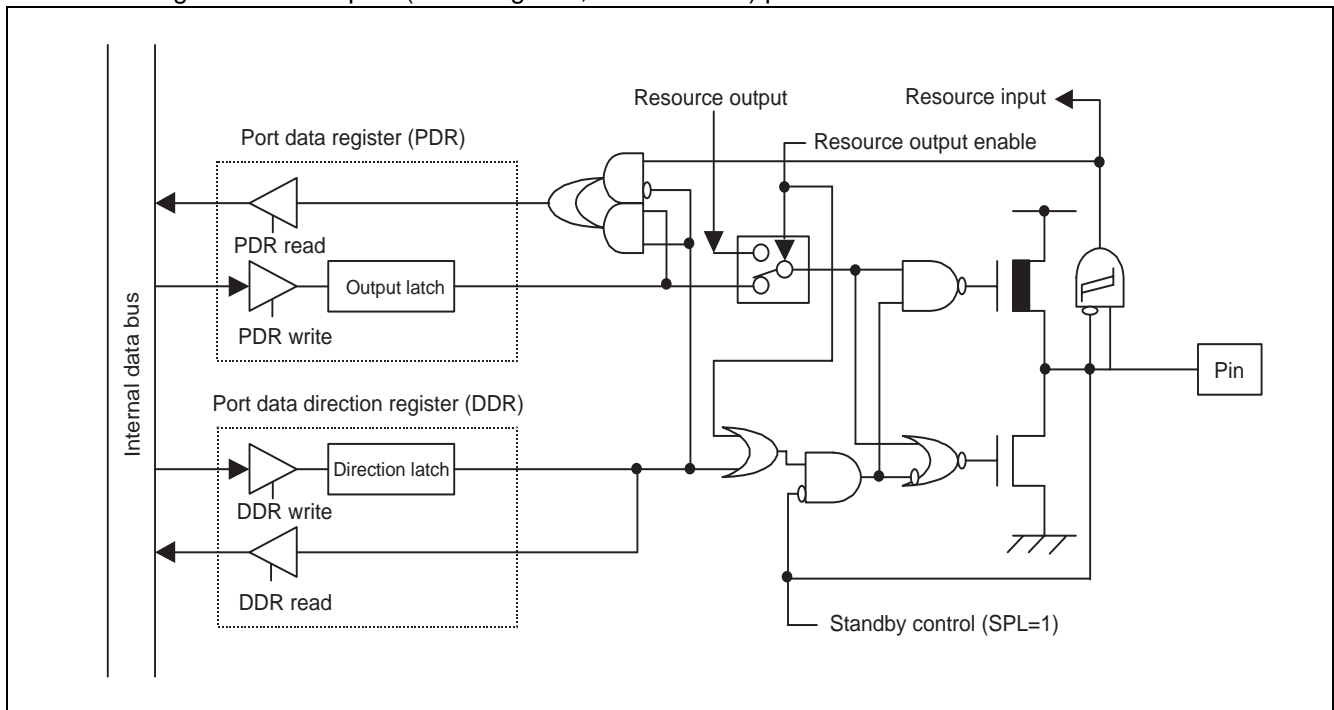 Resource output
Resource input
Port data register (PDR)
Resource output enable
PDR read
Output latch
PDR write
Internal data bus
Pin
Port data direction register (DDR)
Direction latch
DDR write
DDR read
Standby control (SPL=1)